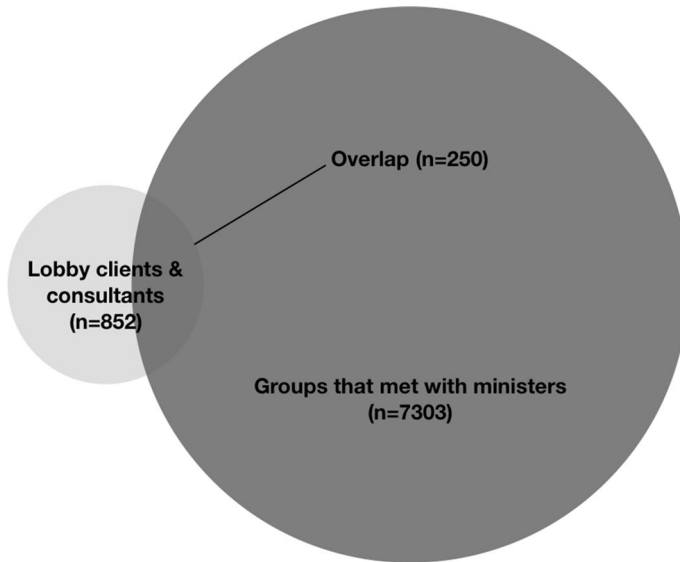 Overlap (n=250)
Lobby clients &
consultants
(n=852)
Groups that met with ministers
(n=7303)